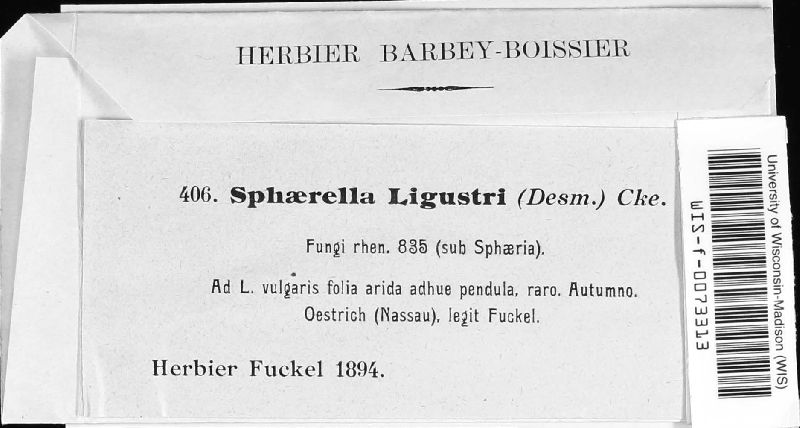 HERBIER BARBEY-BOISSIER
406. Sphærella Ligustri (Desm.) Cke.
Fungi rhen. 835 (sub Sphæria).
Ad L. vulgaris folia arida adhue pendula, raro. Autumno.
Oestrich (Nassau), legit Fuckel.
Herbier Fuckel 1894.
University of Wisconsin-Madison (WIS)
WIS-f-0073313